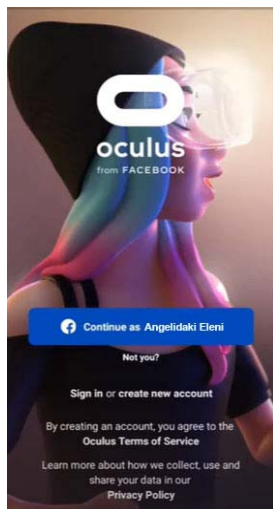 oculus
from FACEBOOK
Continue as Angelidaki Eleni
Not you?
Sign in or create new account
By creating an account, you agree to the
Oculus Terms of Service
Learn more about how we collect, use and
share your data in our
Privacy Policy